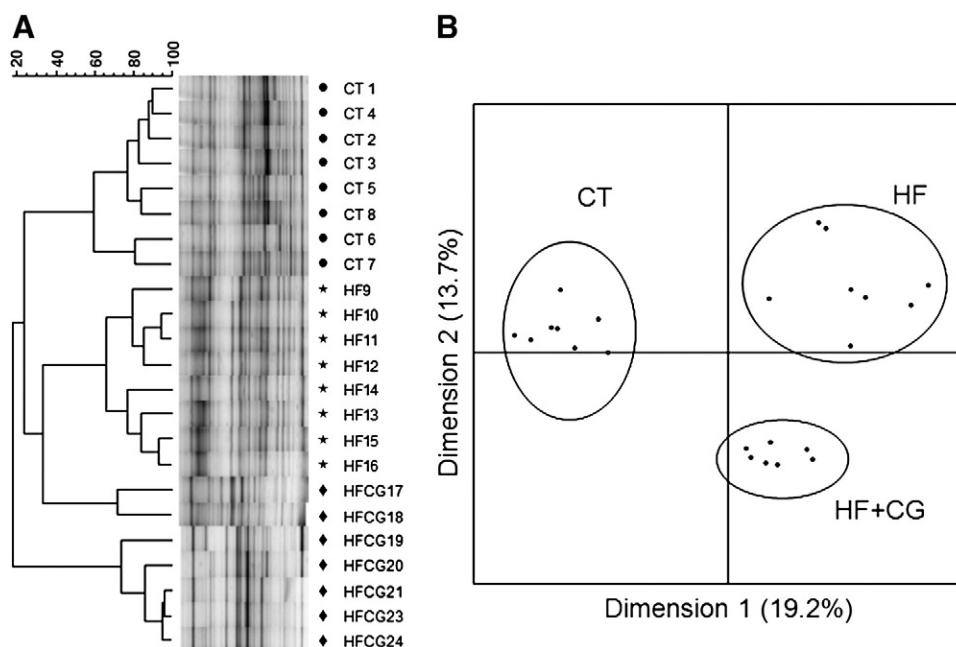 A
20
40
60
80
100
CT 1
CT 4
CT 2
CT 3
CT 5
CT 8
CT 6
CT 7
HF9
HF10
HF11
HF12
HF14
HF13
HF15
HF16
HFCG17
HFCG18
HFCG19
HFCG20
HFCG21
HFCG23
HFCG24
B
CT
HF
HF+CG
Dimension 2 (13.7%)
Dimension 1 (19.2%)